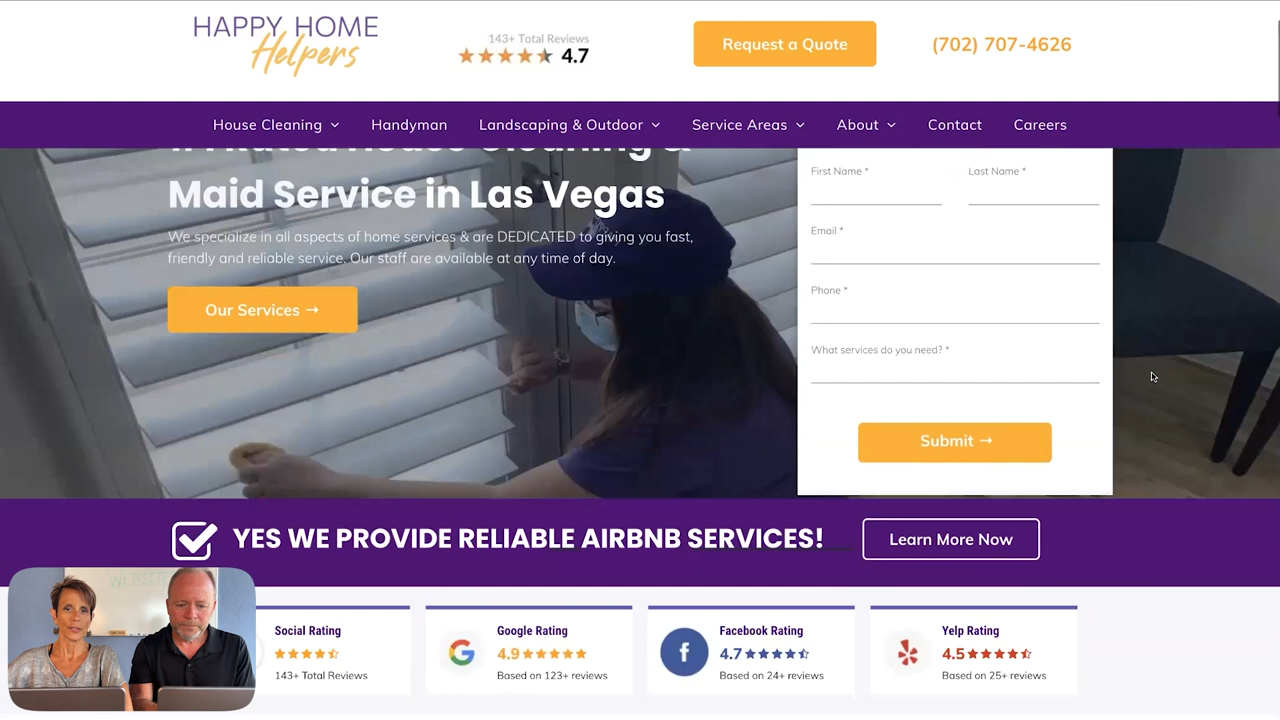 HAPPY HOME
Helpers
143+ Total Reviews
4.7
Request a Quote
(702) 707-4626
House Cleaning
Handyman
Landscaping & Outdoor
Service Areas
About
Contact
Careers
#1 Rated House Cleaning &
Maid Service in Las Vegas
We specialize in all aspects of home services & are DEDICATED to giving you fast,
friendly and reliable service. Our staff are available at any time of day.
Our Services →
First Name *
Last Name *
Email *
Phone *
What services do you need? *
Submit →
YES WE PROVIDE RELIABLE AIRBNB SERVICES!
Learn More Now
Social Rating
143+ Total Reviews
Google Rating
4.9
Based on 123+ reviews
Facebook Rating
4.7
Based on 24+ reviews
Yelp Rating
4.5
Based on 25+ reviews